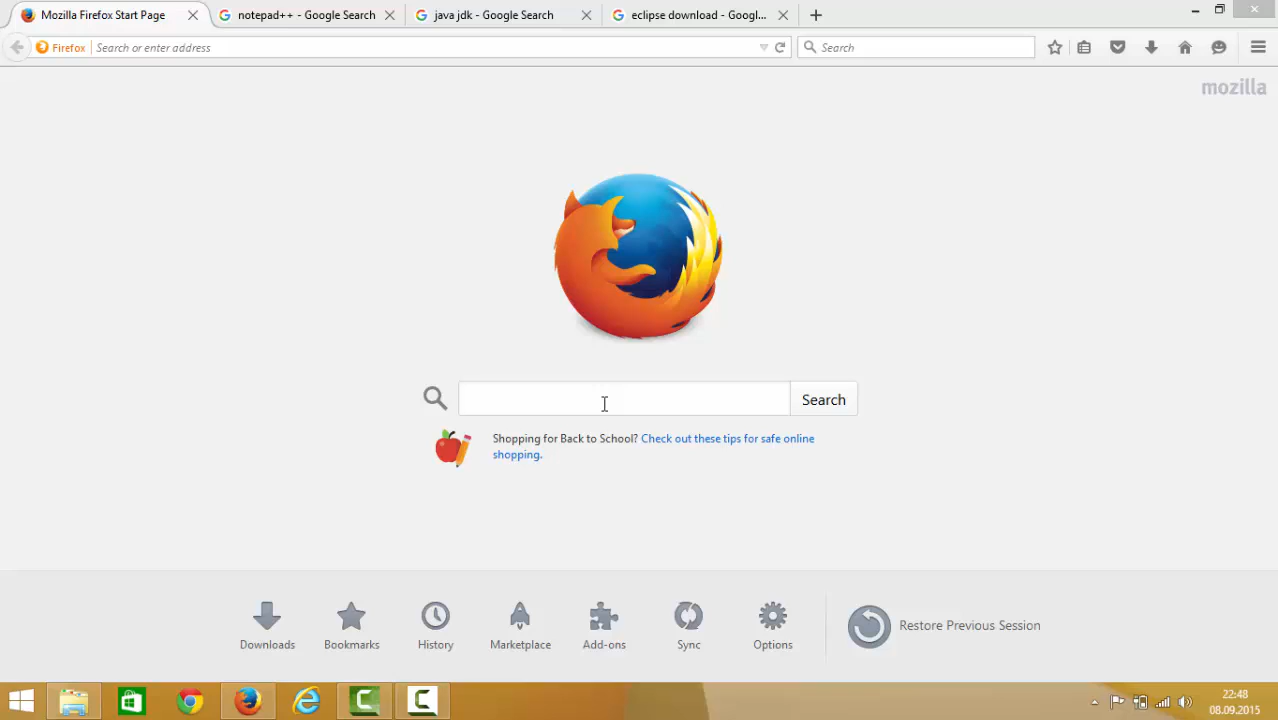 Mozilla Firefox Start Page
notepad++ - Google Search
java jdk - Google Search
eclipse download - Googl...
Firefox
Search or enter address
Search
mozilla
Search
Shopping for Back to School? Check out these tips for safe online
shopping.
Downloads
Bookmarks
History
Marketplace
Add-ons
Sync
Options
Restore Previous Session
22:48
08.09.2015